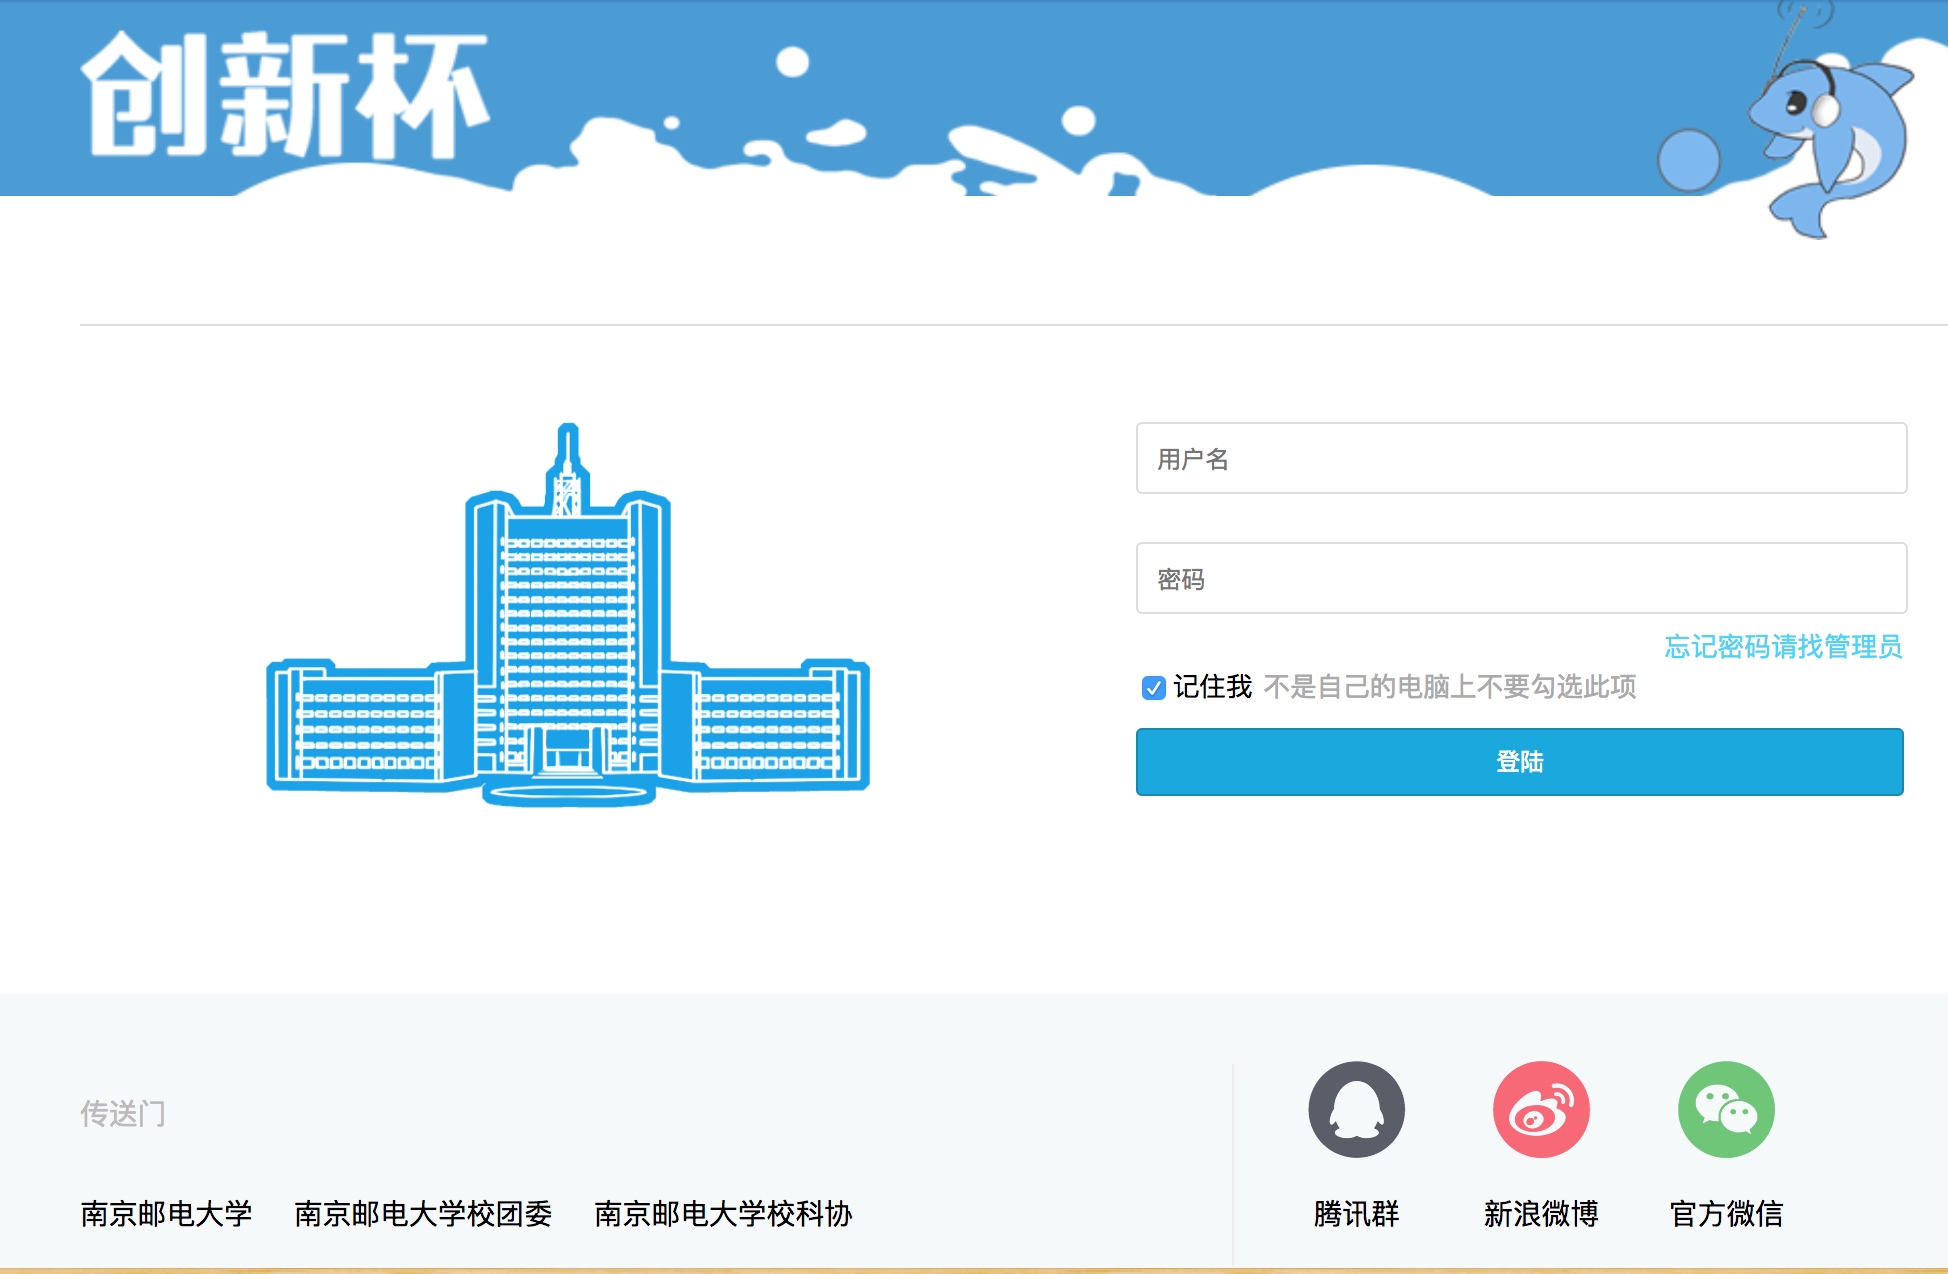 创新杯
用户名
密码
忘记密码请找管理员
记住我 不是自己的电脑上不要勾选此项
登陆
传送门
南京邮电大学 南京邮电大学校团委 南京邮电大学校科协
腾讯群 新浪微博 官方微信